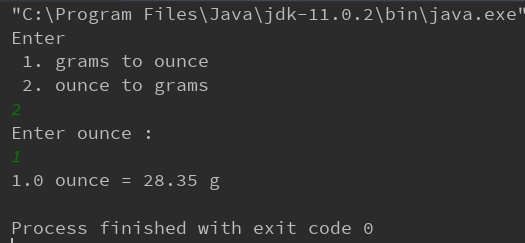 "C:\Program Files\Java\jdk-11.0.2\bin\java.exe"
Enter
1. grams to ounce
2. ounce to grams
2
Enter ounce :
1
1.0 ounce = 28.35 g
Process finished with exit code 0